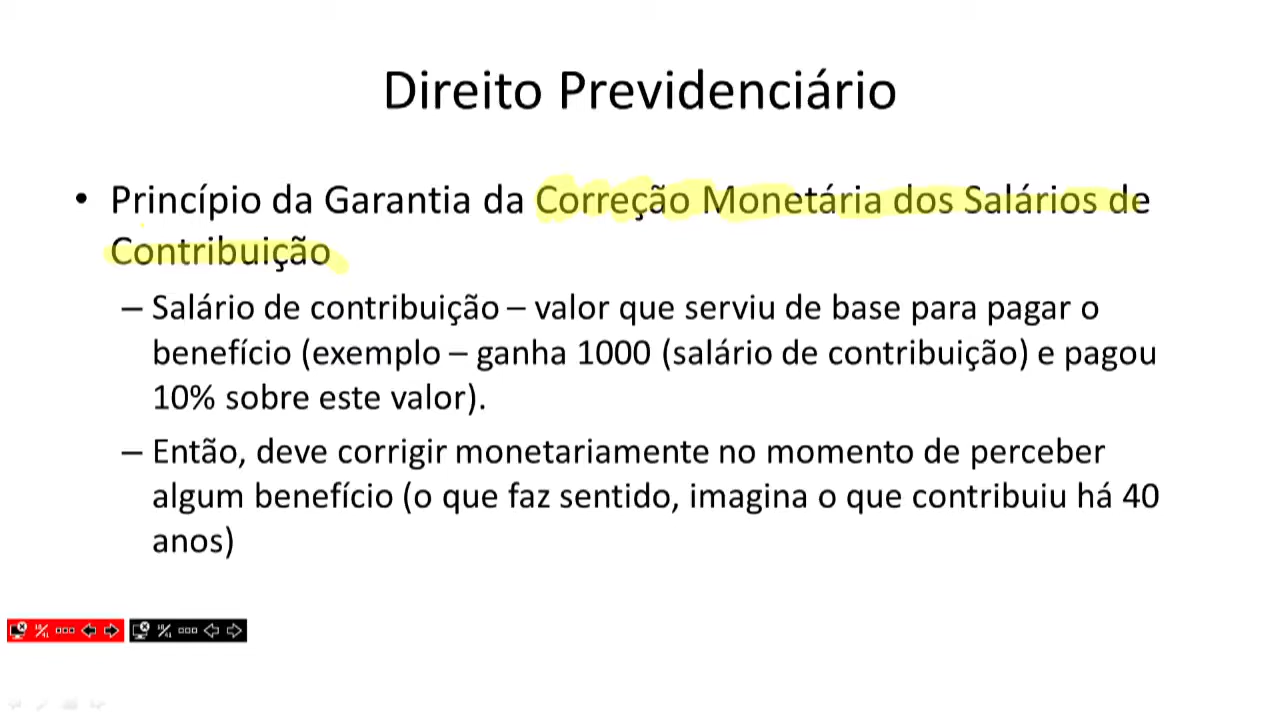 Direito Previdenciário
• Princípio da Garantia da Correção Monetária dos Salários de
Contribuição
– Salário de contribuição – valor que serviu de base para pagar o
benefício (exemplo – ganha 1000 (salário de contribuição) e pagou
10% sobre este valor).
– Então, deve corrigir monetariamente no momento de perceber
algum benefício (o que faz sentido, imagina o que contribuiu há 40
anos)